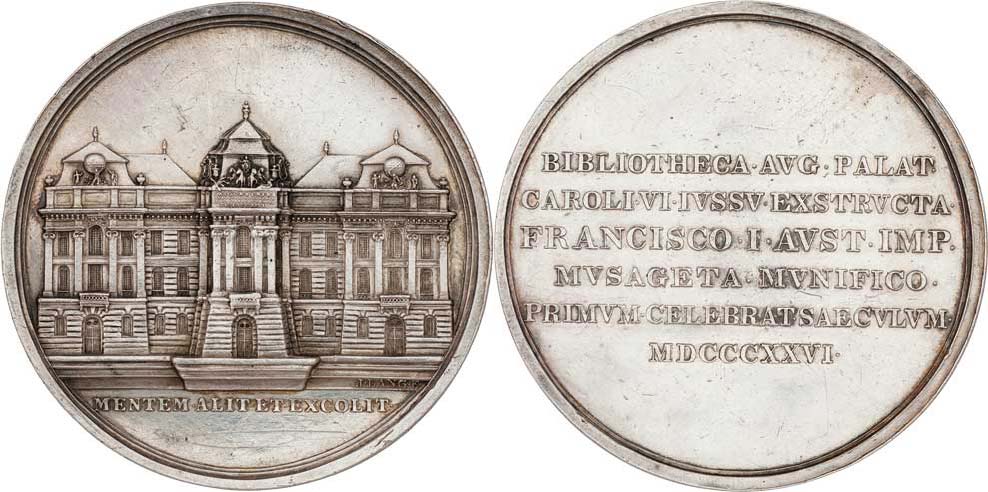 J·LANG·F·
MENTEM·ALIT·ET·EXCOLIT·
BIBLIOTHECA·AVG·PALAT·
CAROLI·VI·IVSSV·EXSTRVCTA·
FRANCISCO·I·AVST·IMP.
MVSAGETA·MVNIFICO·
PRIMVM·CELEBRAT·SAECVLVM·
MDCCCXXVI·